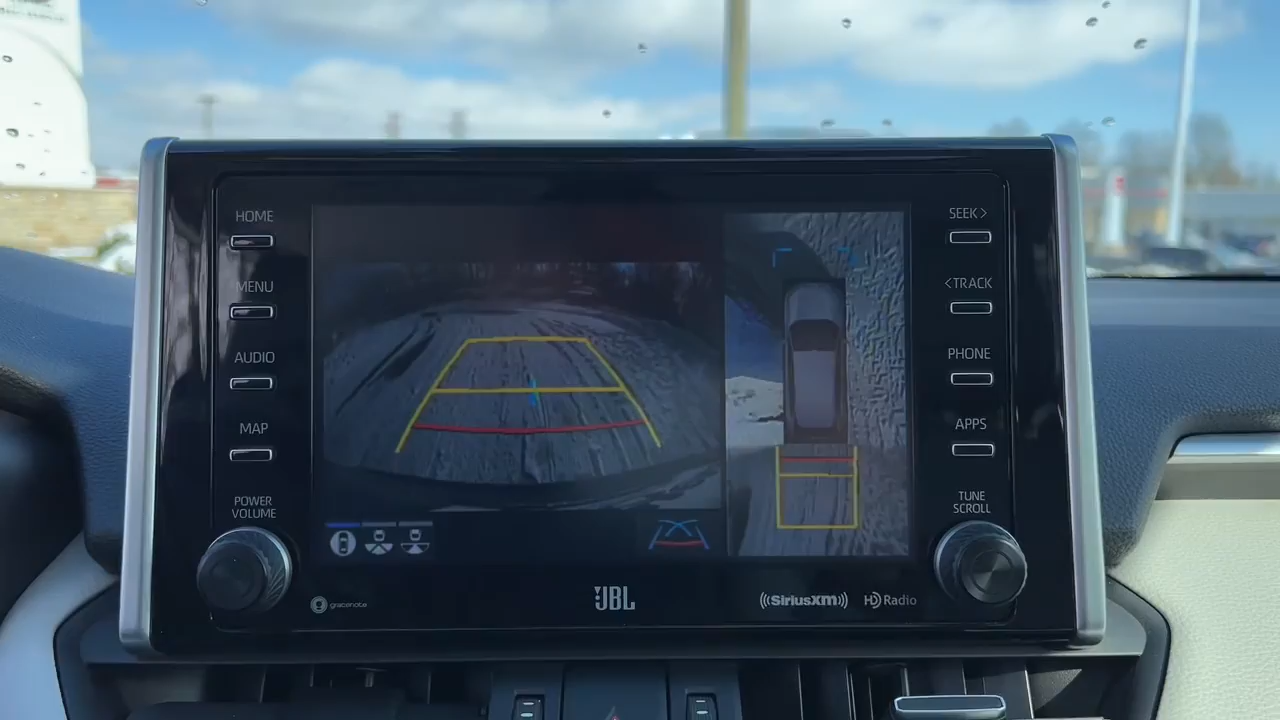 HOME
MENU
AUDIO
MAP
POWER
VOLUME
SEEK>
<TRACK
PHONE
APPS
TUNE
SCROLL
gracenote
JBL
((SiriusXM))
HD Radio